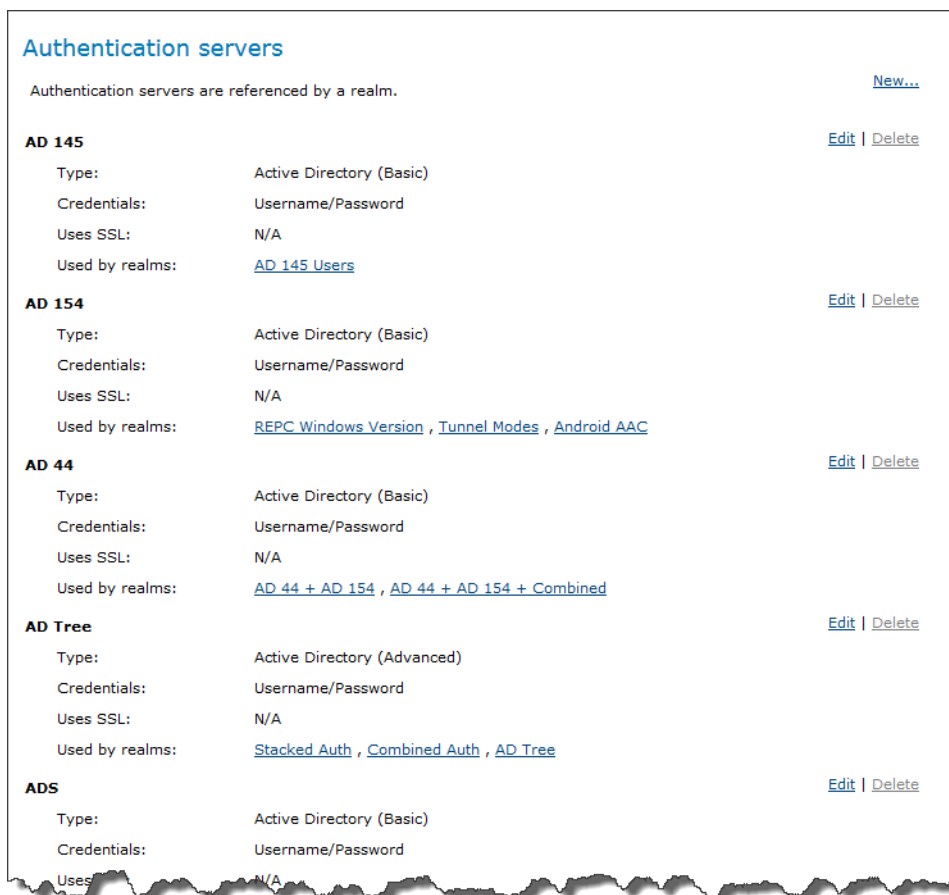 Authentication servers
New...
Authentication servers are referenced by a realm.
AD 145 Edit | Delete
Type: Active Directory (Basic)
Credentials: Username/Password
Uses SSL: N/A
Used by realms: AD 145 Users
AD 154 Edit | Delete
Type: Active Directory (Basic)
Credentials: Username/Password
Uses SSL: N/A
Used by realms: REPC Windows Version , Tunnel Modes , Android AAC
AD 44 Edit | Delete
Type: Active Directory (Basic)
Credentials: Username/Password
Uses SSL: N/A
Used by realms: AD 44 + AD 154 , AD 44 + AD 154 + Combined
AD Tree Edit | Delete
Type: Active Directory (Advanced)
Credentials: Username/Password
Uses SSL: N/A
Used by realms: Stacked Auth , Combined Auth , AD Tree
ADS Edit | Delete
Type: Active Directory (Basic)
Credentials: Username/Password
Uses N/A